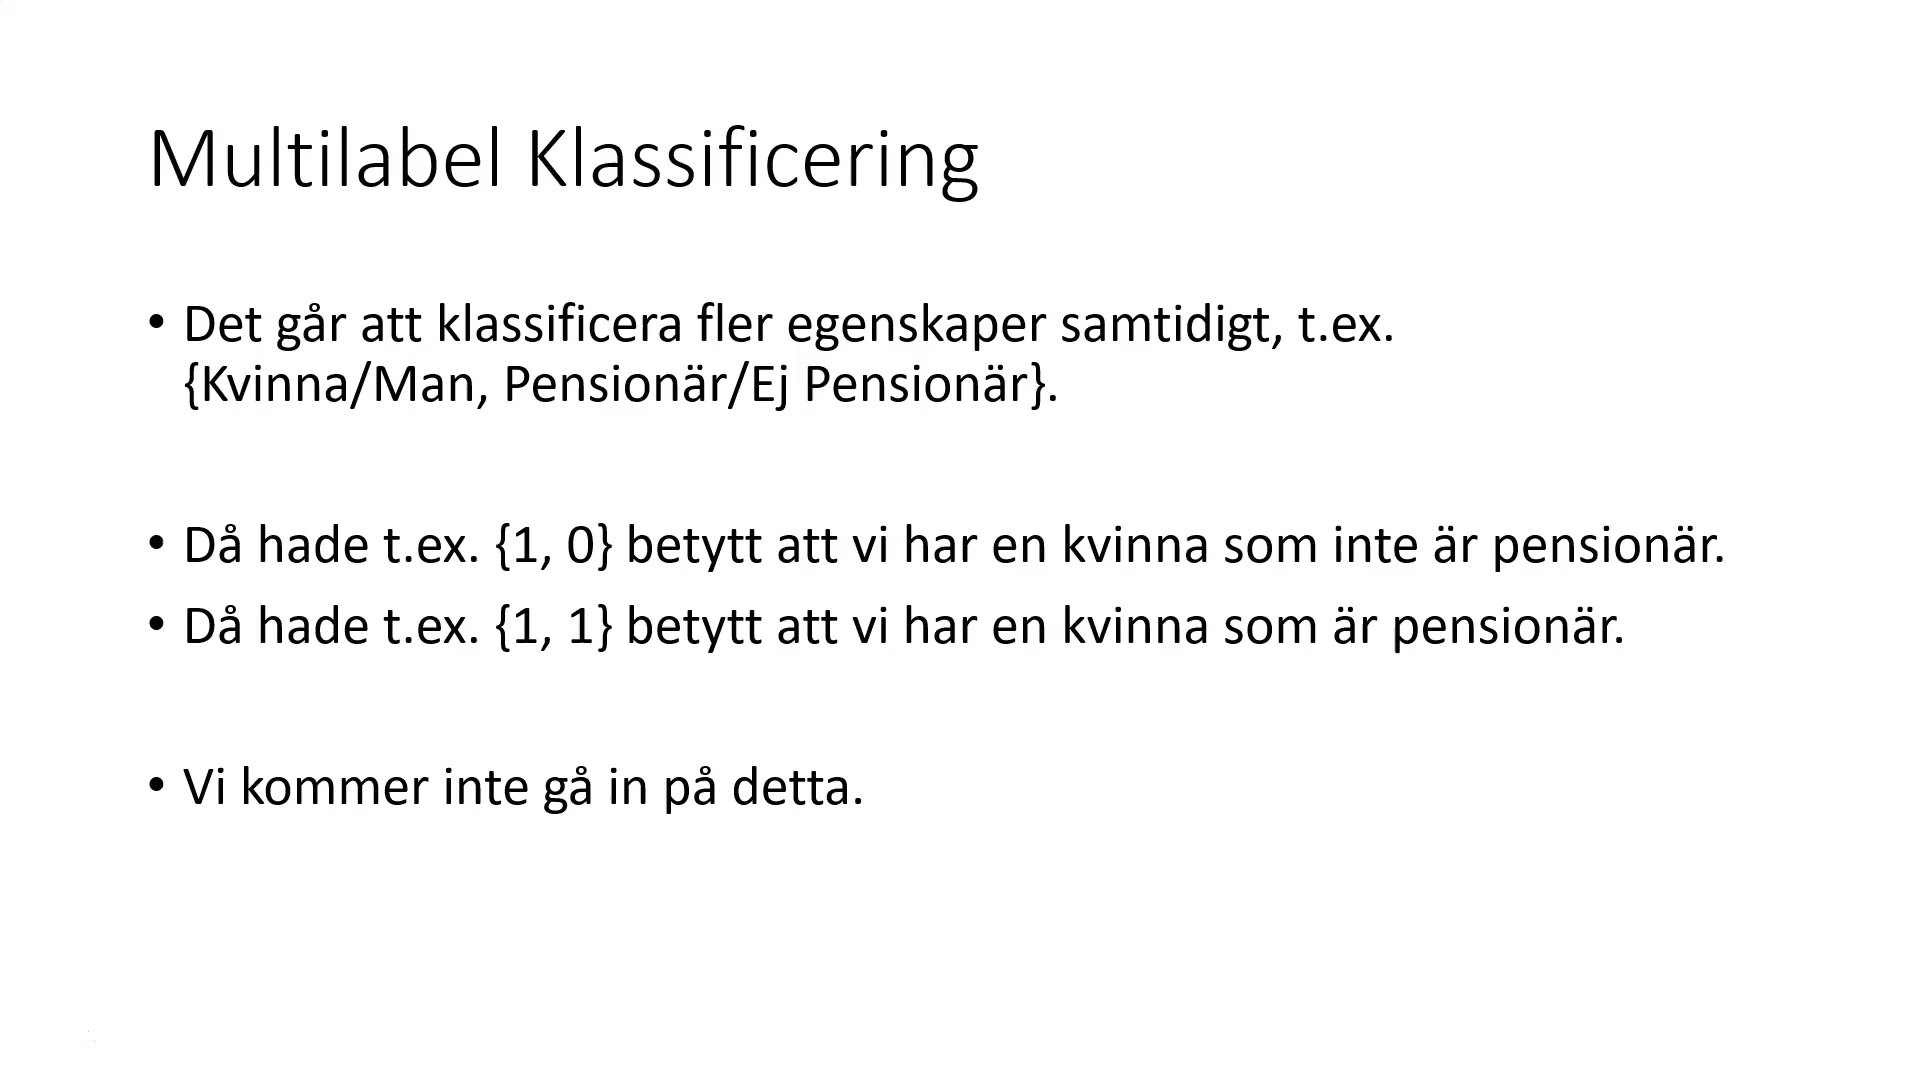 Multilabel Klassificering
• Det går att klassificera fler egenskaper samtidigt, t.ex.
{Kvinna/Man, Pensionär/Ej Pensionär}.
• Då hade t.ex. {1, 0} betytt att vi har en kvinna som inte är pensionär.
• Då hade t.ex. {1, 1} betytt att vi har en kvinna som är pensionär.
• Vi kommer inte gå in på detta.